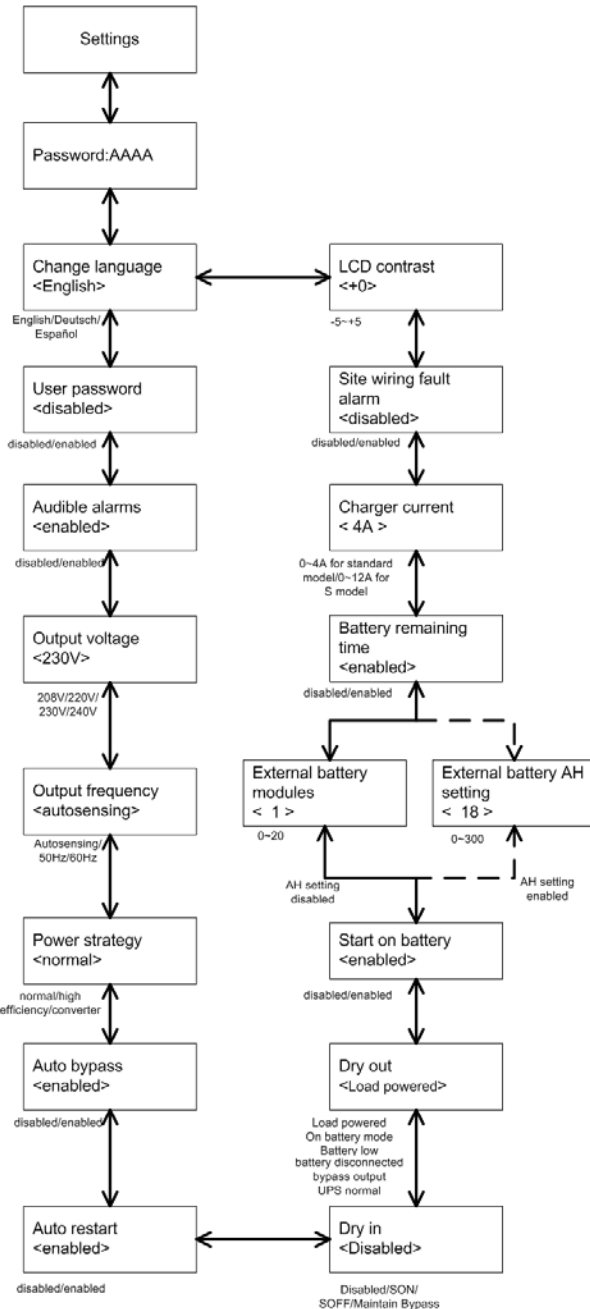 Settings
Password:AAAA
Change language
<English>
English/Deutsch/
Español
User password
<disabled>
disabled/enabled
Audible alarms
<enabled>
disabled/enabled
Output voltage
<230V>
208V/220V/
230V/240V
Output frequency
<autosensing>
Autosensing/
50Hz/60Hz
Power strategy
<normal>
normal/high
efficiency/converter
Auto bypass
<enabled>
disabled/enabled
Auto restart
<enabled>
disabled/enabled
LCD contrast
<+0>
-5~+5
Site wiring fault
alarm
<disabled>
disabled/enabled
Charger current
< 4A >
0~4A for standard
model/0~12A for
S model
Battery remaining
time
<enabled>
disabled/enabled
External battery
modules
< 1 >
0~20
External battery AH
setting
< 18 >
0~300
AH setting
disabled
AH setting
enabled
Start on battery
<enabled>
disabled/enabled
Dry out
<Load powered>
Load powered
On battery mode
Battery low
battery disconnected
bypass output
UPS normal
Dry in
<Disabled>
Disabled/SON/
SOFF/Maintain Bypass